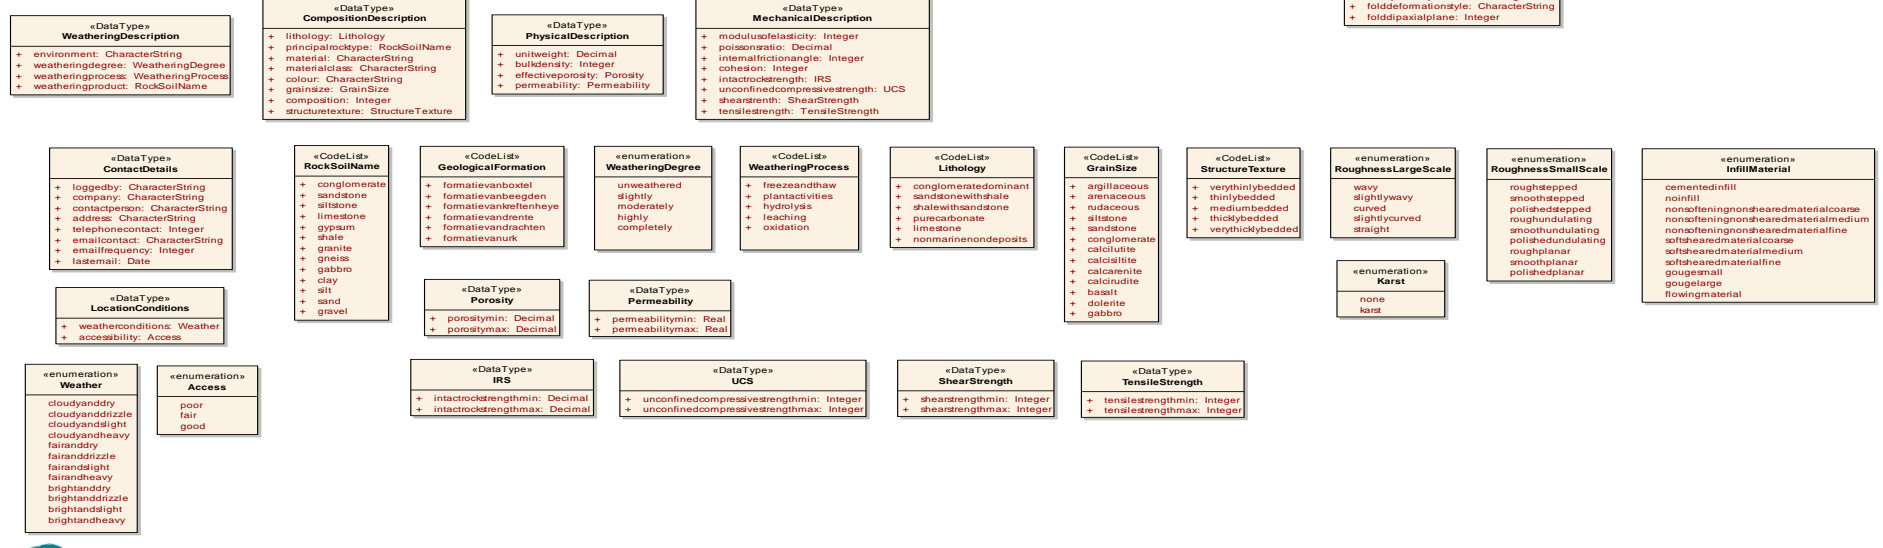 «DataType»
WeatheringDescription
+ environment: CharacterString
+ weatheringdegree: WeatheringDegree
+ weatheringprocess: WeatheringProcess
+ weatheringproduct: RockSoilName
«DataType»
CompositionDescription
+ lithology: Lithology
+ principalrocktype: RockSoilName
+ material: CharacterString
+ materialclass: CharacterString
+ colour: CharacterString
+ grainsize: GrainSize
+ composition: Integer
+ structuretexture: StructureTexture
«DataType»
PhysicalDescription
+ unitweight: Decimal
+ bulkdensity: Integer
+ effectiveporosity: Porosity
+ permeability: Permeability
«DataType»
MechanicalDescription
+ modulusofelasticity: Integer
+ poissonsratio: Decimal
+ internalfrictionangle: Integer
+ cohesion: Integer
+ intactrockstrength: IRS
+ unconfinedcompressivestrength: UCS
+ shearstrenth: ShearStrength
+ tensilestrength: TensileStrength
+ folddeformationstyle: CharacterString
+ folddipaxialplane: Integer
«DataType»
ContactDetails
+ loggedby: CharacterString
+ company: CharacterString
+ contactperson: CharacterString
+ address: CharacterString
+ telephonecontact: Integer
+ emailcontact: CharacterString
+ emailfrequency: Integer
+ lastemail: Date
«CodeList»
RockSoilName
+ conglomerate
+ sandstone
+ siltstone
+ limestone
+ gypsum
+ shale
+ granite
+ gneiss
+ gabbro
+ clay
+ silt
+ sand
+ gravel
«CodeList»
GeologicalFormation
+ formatievanboxtel
+ formatievanbeegden
+ formatievankreftenheye
+ formatievandrente
+ formatievandrachten
+ formatievanurk
«enumeration»
WeatheringDegree
unweathered
slightly
moderately
highly
completely
«CodeList»
WeatheringProcess
+ freezeandthaw
+ plantactivities
+ hydrolysis
+ leaching
+ oxidation
«CodeList»
Lithology
+ conglomeratedominant
+ sandstonewithshale
+ shalewithsandstone
+ purecarbonate
+ limestone
+ nonmarinenondeposits
«CodeList»
GrainSize
+ argillaceous
+ arenaceous
+ rudaceous
+ siltstone
+ sandstone
+ conglomerate
+ calcilutite
+ calcisiltite
+ calcarenite
+ calcirudite
+ basalt
+ dolerite
+ gabbro
«CodeList»
StructureTexture
+ verythinlybedded
+ thinlybedded
+ mediumbedded
+ thicklybedded
+ verythicklybedded
«enumeration»
RoughnessLargeScale
wavy
slightlywavy
curved
slightlycurved
straight
«enumeration»
RoughnessSmallScale
roughstepped
smoothstepped
polishedstepped
roughundulating
smoothundulating
polishedundulating
roughplanar
smoothplanar
polishedplanar
«enumeration»
InfillMaterial
cementedinfill
noinfill
nonsofteningnonshearedmaterialcoarse
nonsofteningnonshearedmaterialmedium
nonsofteningnonshearedmaterialfine
softshearedmaterialcoarse
softshearedmaterialmedium
softshearedmaterialfine
gougesmall
gougelarge
flowingmaterial
«enumeration»
Karst
none
karst
«DataType»
LocationConditions
+ weatherconditions: Weather
+ accessibility: Access
«DataType»
Porosity
+ porositymin: Decimal
+ porositymax: Decimal
«DataType»
Permeability
+ permeabilitymin: Real
+ permeabilitymax: Real
«enumeration»
Weather
cloudyanddry
cloudyanddrizzle
cloudyandslight
cloudyandheavy
fairanddry
fairanddrizzle
fairandslight
fairandheavy
brightanddry
brightanddrizzle
brightandslight
brightandheavy
«enumeration»
Access
poor
fair
good
«DataType»
IRS
+ intactrockstrengthmin: Decimal
+ intactrockstrengthmax: Decimal
«DataType»
UCS
+ unconfinedcompressivestrengthmin: Integer
+ unconfinedcompressivestrengthmax: Integer
«DataType»
ShearStrength
+ shearstrengthmin: Integer
+ shearstrengthmax: Integer
«DataType»
TensileStrength
+ tensilestrengthmin: Integer
+ tensilestrengthmax: Integer